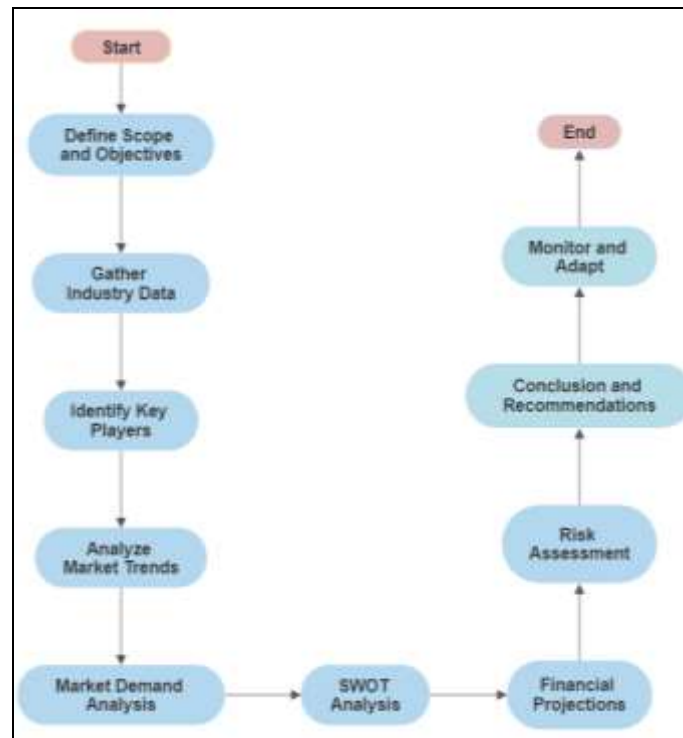 Start
Define Scope
and Objectives
Gather
Industry Data
Identify Key
Players
Analyze
Market Trends
Market Demand
Analysis
SWOT
Analysis
Financial
Projections
Risk
Assessment
Conclusion and
Recommendations
Monitor and
Adapt
End